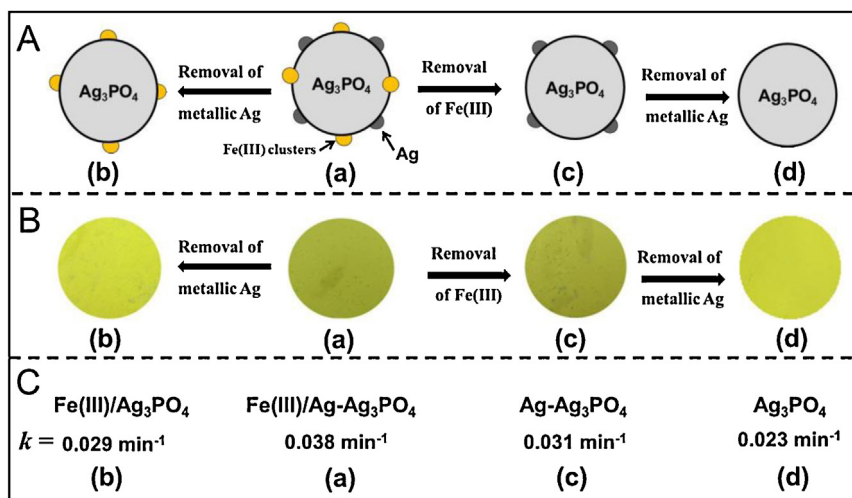 A
Ag₃PO₄
Removal of
metallic Ag
Ag₃PO₄
Removal
of Fe(III)
Ag₃PO₄
Removal of
metallic Ag
Ag₃PO₄
Fe(III) clusters
Ag
(b)
(a)
(c)
(d)
B
Removal of
metallic Ag
Removal
of Fe(III)
Removal of
metallic Ag
(b)
(a)
(c)
(d)
C
Fe(III)/Ag₃PO₄ Fe(III)/Ag-Ag₃PO₄ Ag-Ag₃PO₄ Ag₃PO₄
k = 0.029 min⁻¹ 0.038 min⁻¹ 0.031 min⁻¹ 0.023 min⁻¹
(b) (a) (c) (d)